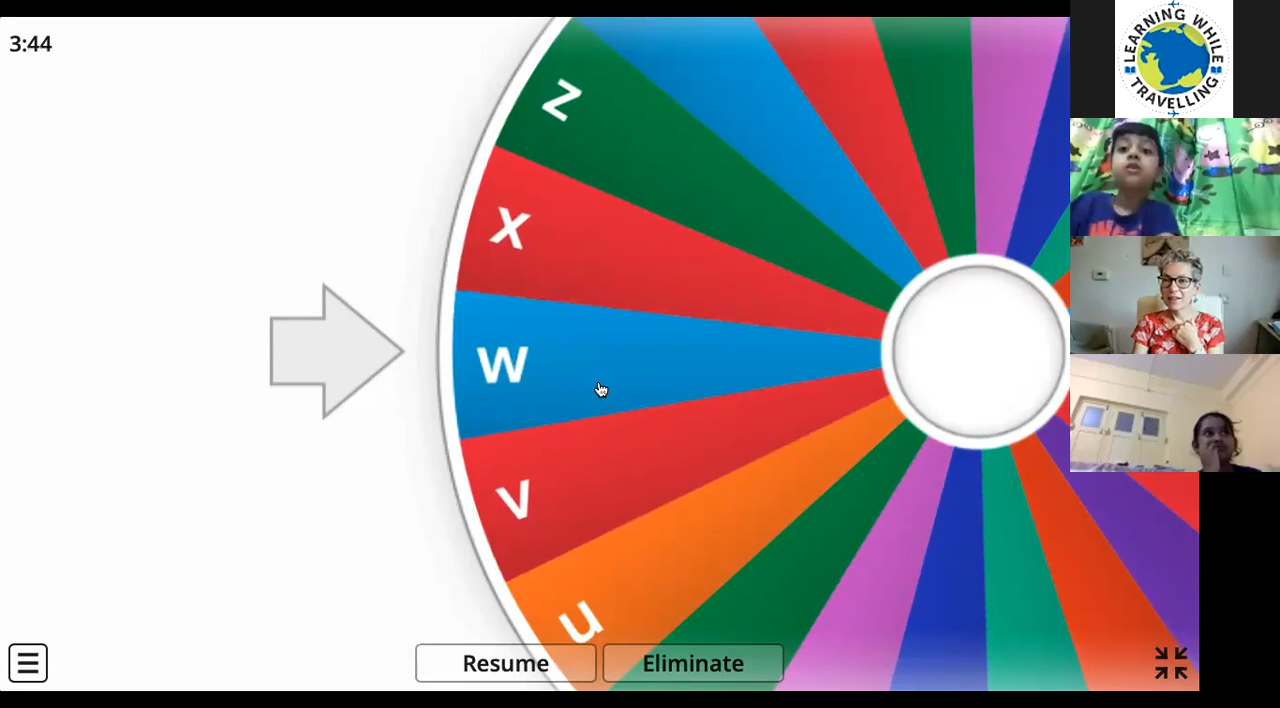 3:44
LEARNING WHILE
TRAVELLING
z
x
w
v
u
Resume
Eliminate